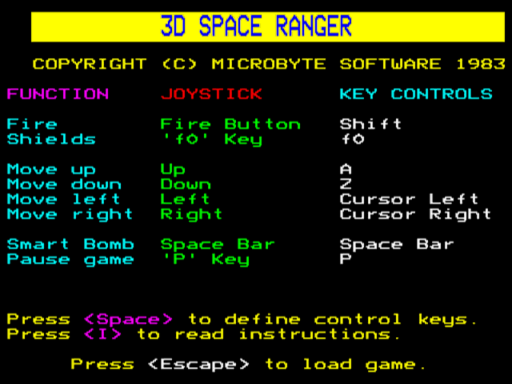 3D SPACE RANGER
COPYRIGHT (C) MICROBYTE SOFTWARE 1983
FUNCTION JOYSTICK KEY CONTROLS
Fire Fire Button Shift
Shields 'f0' Key f0
Move up Up A
Move down Down Z
Move left Left Cursor Left
Move right Right Cursor Right
Smart Bomb Space Bar Space Bar
Pause game 'P' Key P
Press <Space> to define control keys.
Press <I> to read instructions.
Press <Escape> to load game.